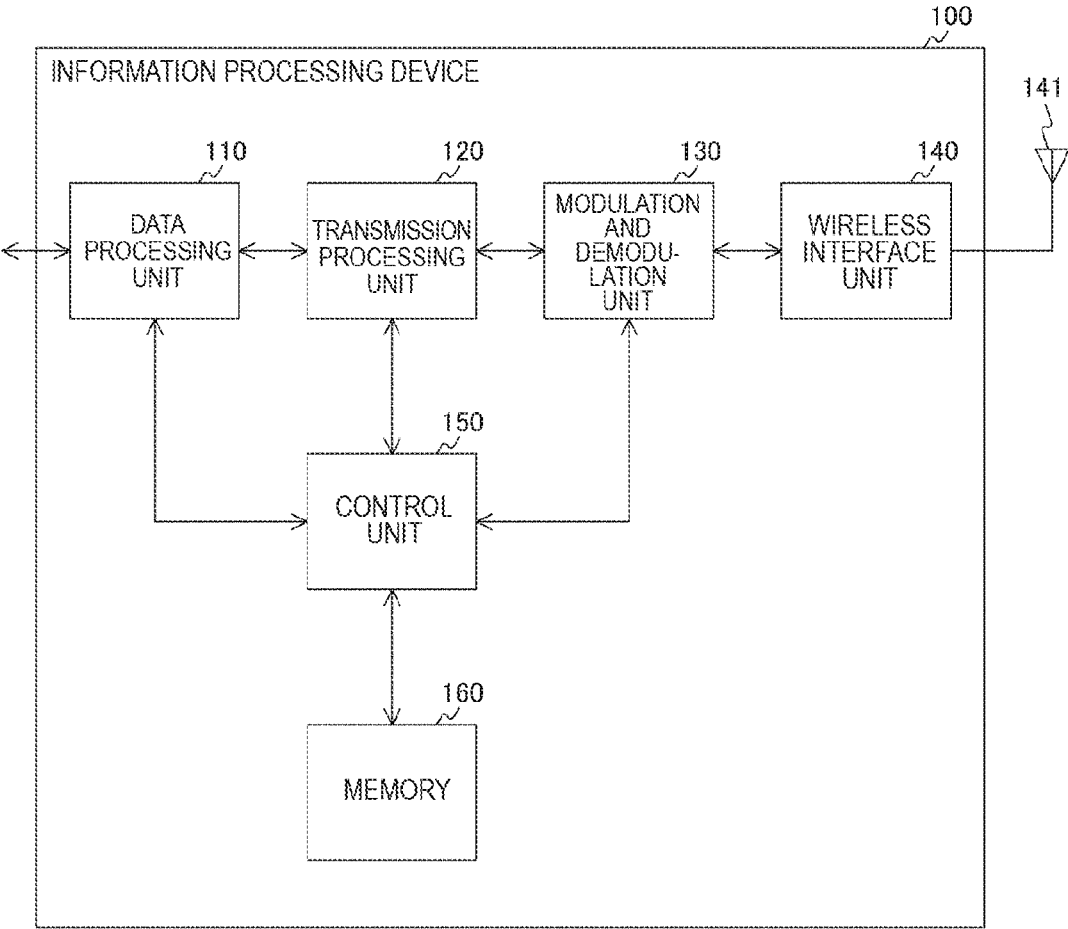 100
INFORMATION PROCESSING DEVICE
141
110
120
130
140
DATA
PROCESSING
UNIT
TRANSMISSION
PROCESSING
UNIT
MODULATION
AND
DEMODU-
LATION
UNIT
WIRELESS
INTERFACE
UNIT
150
CONTROL
UNIT
160
MEMORY